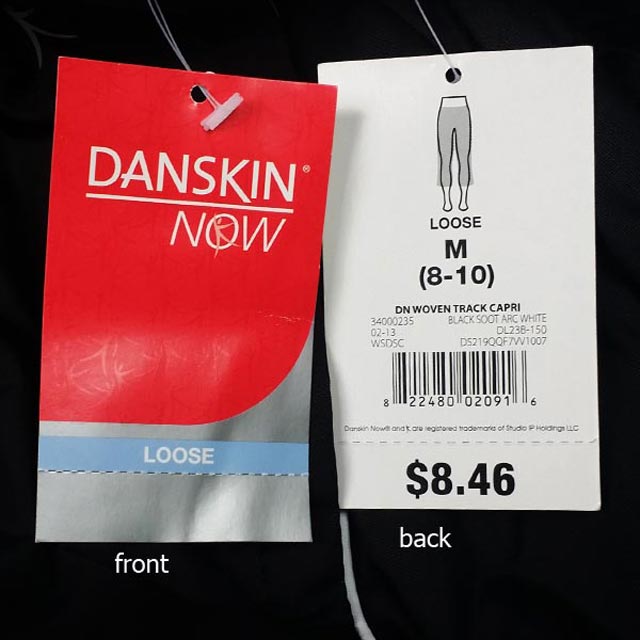 DANSKIN®
NOW
LOOSE
front
LOOSE
M
(8-10)
DN WOVEN TRACK CAPRI
34000235 BLACK SOOT ARC WHITE
02-13 DL23B-150
WSD5C DS219QQF7VV1007
8 22480 02091 6
Danskin Now® and are registered trademarks of Studio IP Holdings LLC
$8.46
back